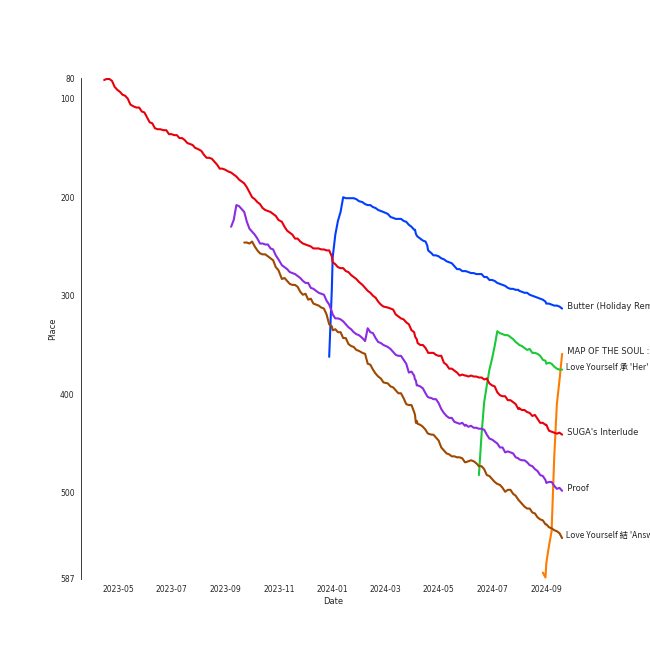 80
100
200
300
400
500
587
Place
2023-05
2023-07
2023-09
2023-11
2024-01
2024-03
2024-05
2024-07
2024-09
Date
Butter (Holiday Rem
MAP OF THE SOUL :
Love Yourself 承 'Her'
SUGA's Interlude
Proof
Love Yourself 結 'Answ